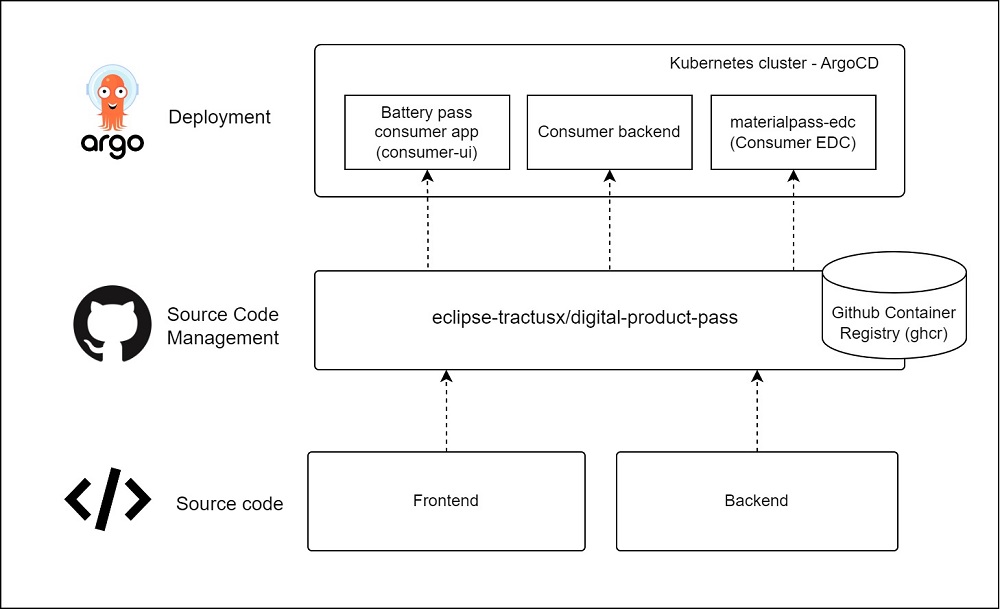 Kubernetes cluster - ArgoCD
argo
Deployment
Battery pass
consumer app
(consumer-ui)
Consumer backend
materialpass-edc
(Consumer EDC)
Source Code
Management
eclipse-tractusx/digital-product-pass
Github Container
Registry (ghcr)
</>
Source code
Frontend
Backend